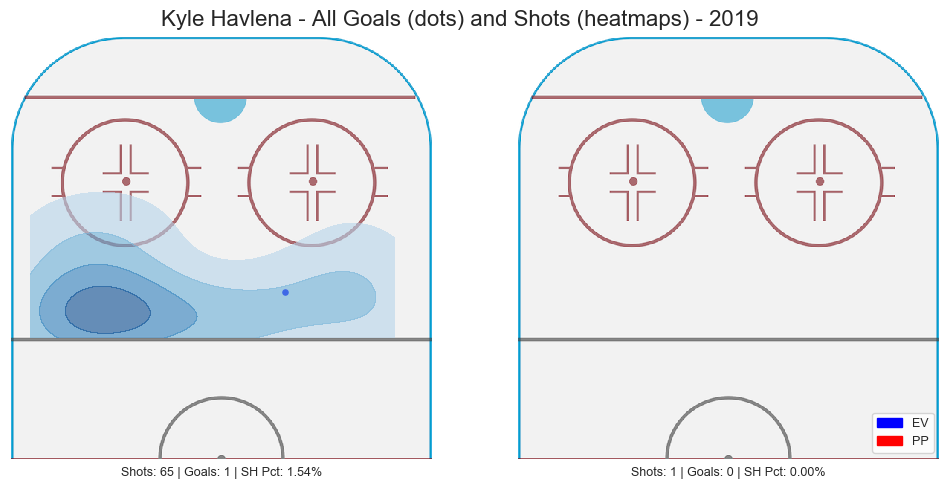 Kyle Havlena - All Goals (dots) and Shots (heatmaps) - 2019
EV
PP
Shots: 65 | Goals: 1 | SH Pct: 1.54%
Shots: 1 | Goals: 0 | SH Pct: 0.00%